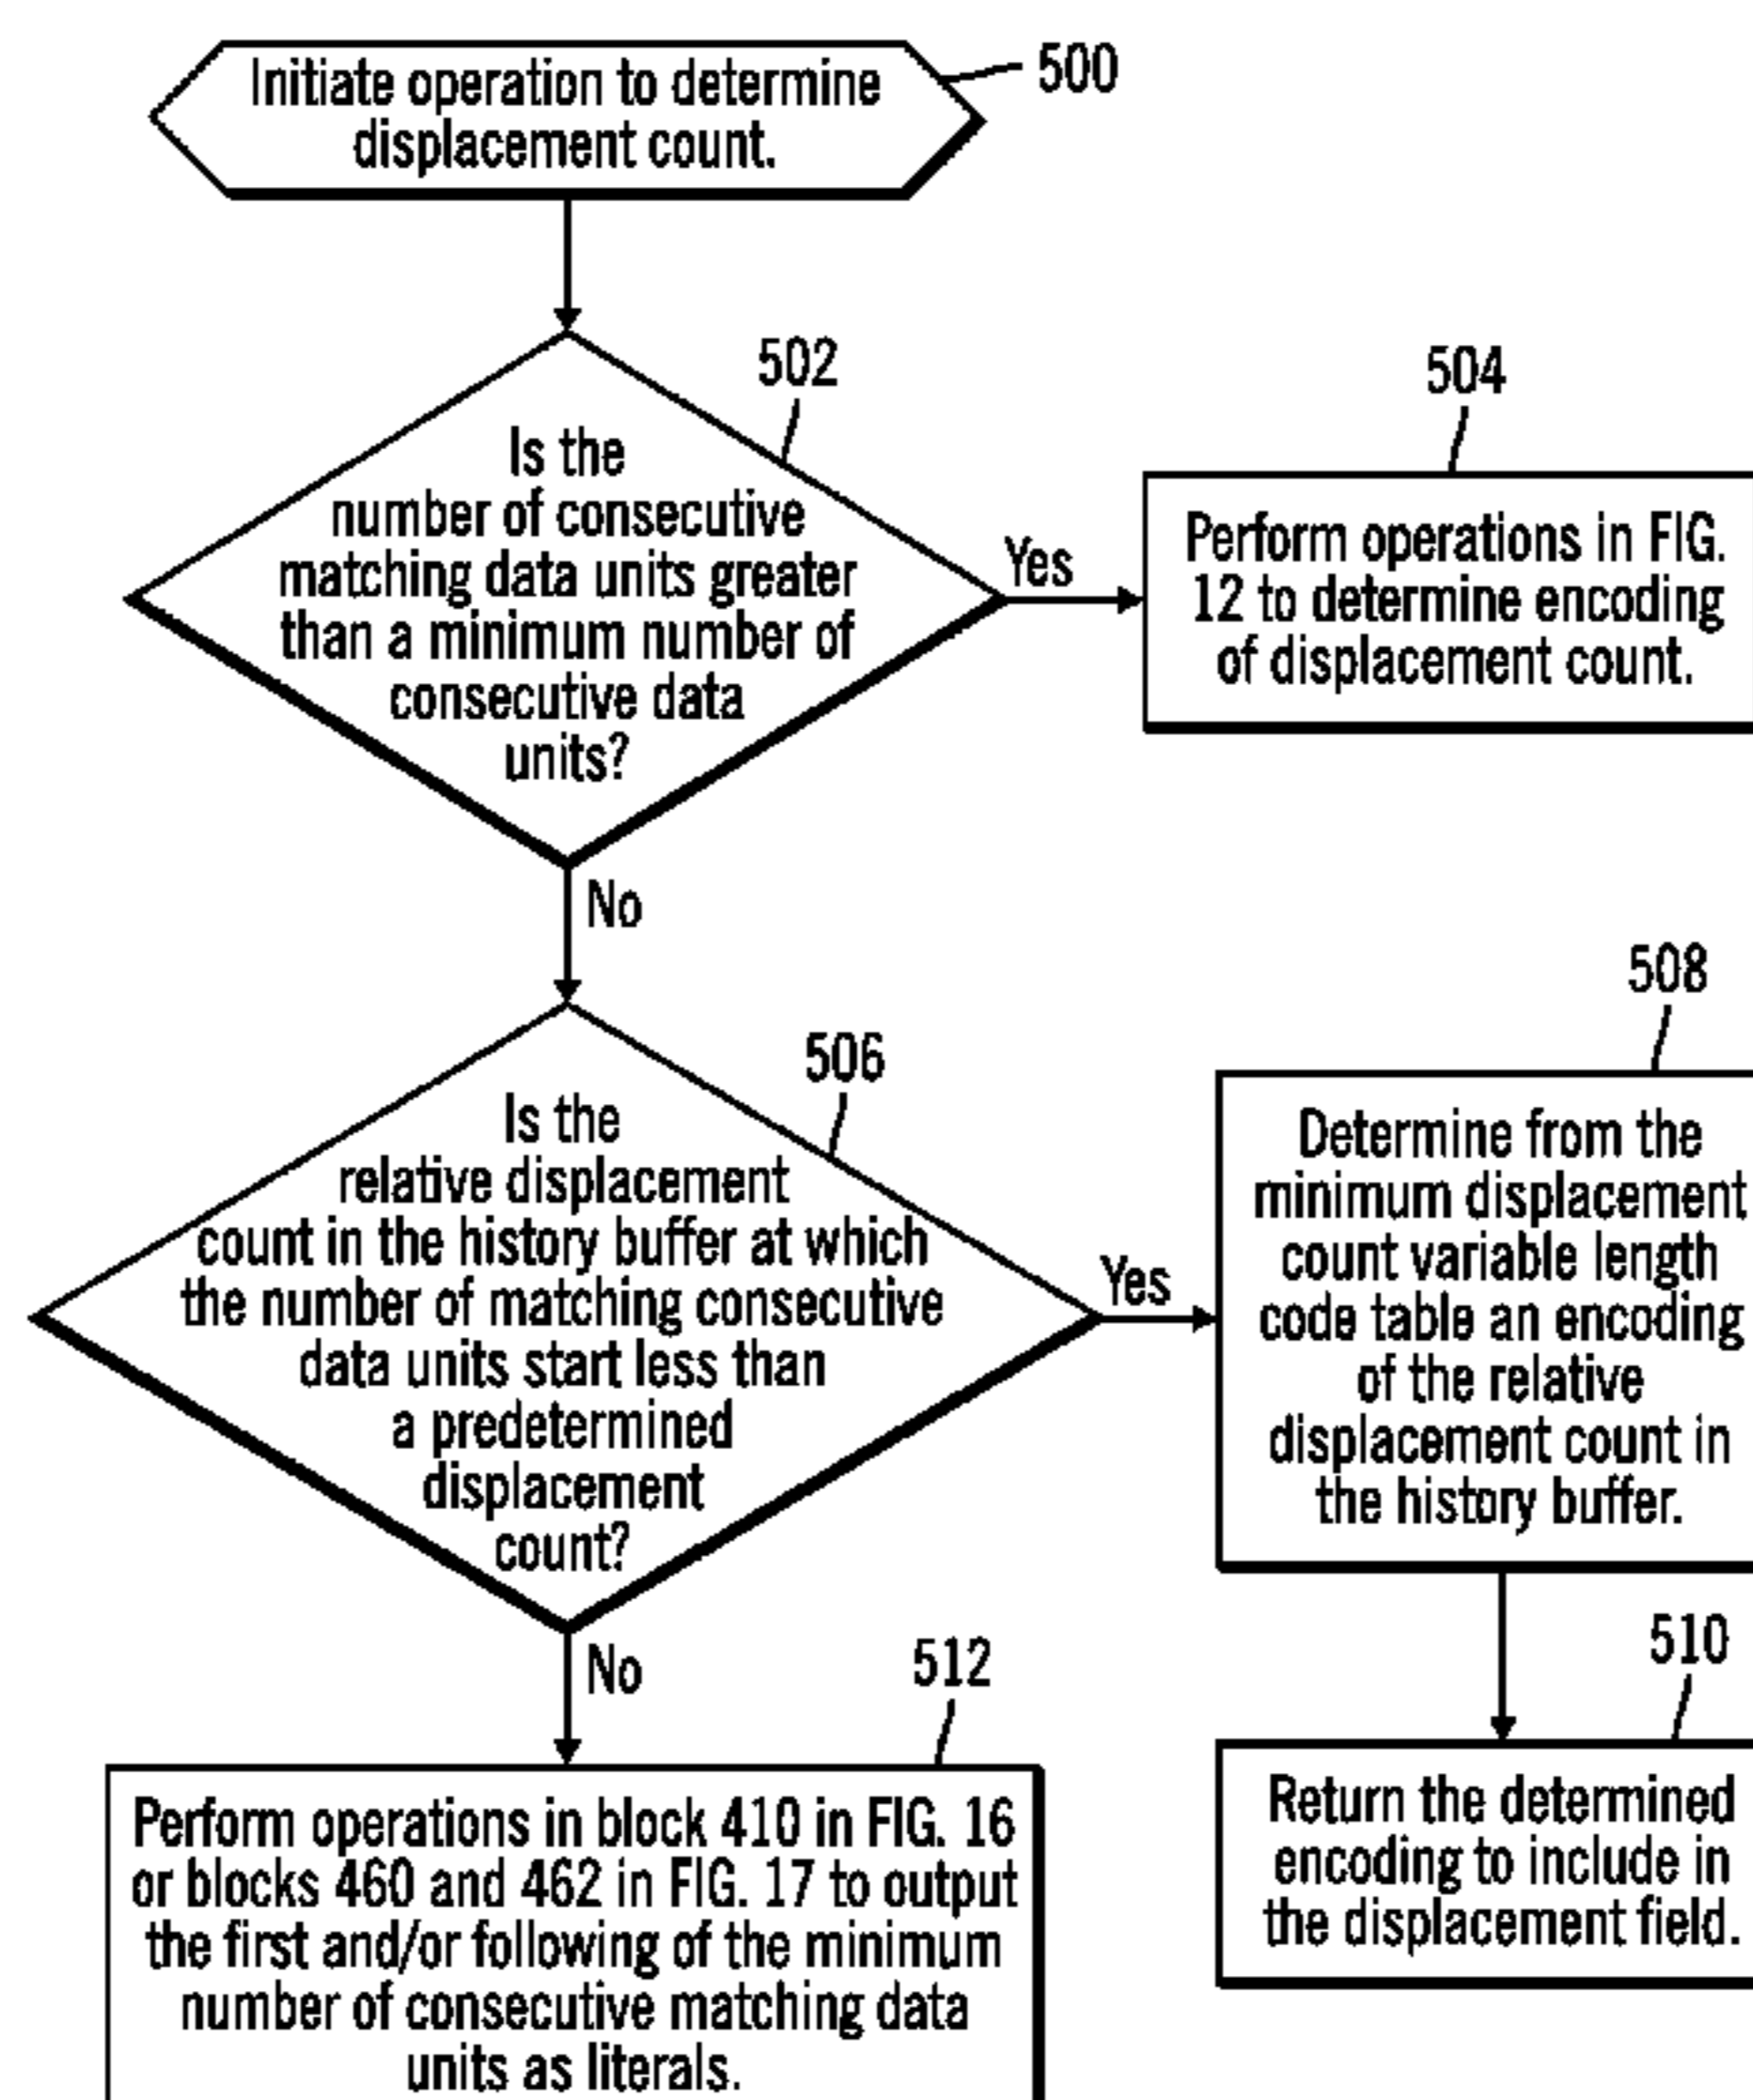 Initiate operation to determine
displacement count.
500
502
Is the
number of consecutive
matching data units greater
than a minimum number of
consecutive data
units?
Yes
504
Perform operations in FIG.
12 to determine encoding
of displacement count.
No
506
Is the
relative displacement
count in the history buffer at which
the number of matching consecutive
data units start less than
a predetermined
displacement
count?
Yes
508
Determine from the
minimum displacement
count variable length
code table an encoding
of the relative
displacement count in
the history buffer.
510
Return the determined
encoding to include in
the displacement field.
No
512
Perform operations in block 410 in FIG. 16
or blocks 460 and 462 in FIG. 17 to output
the first and/or following of the minimum
number of consecutive matching data
units as literals.